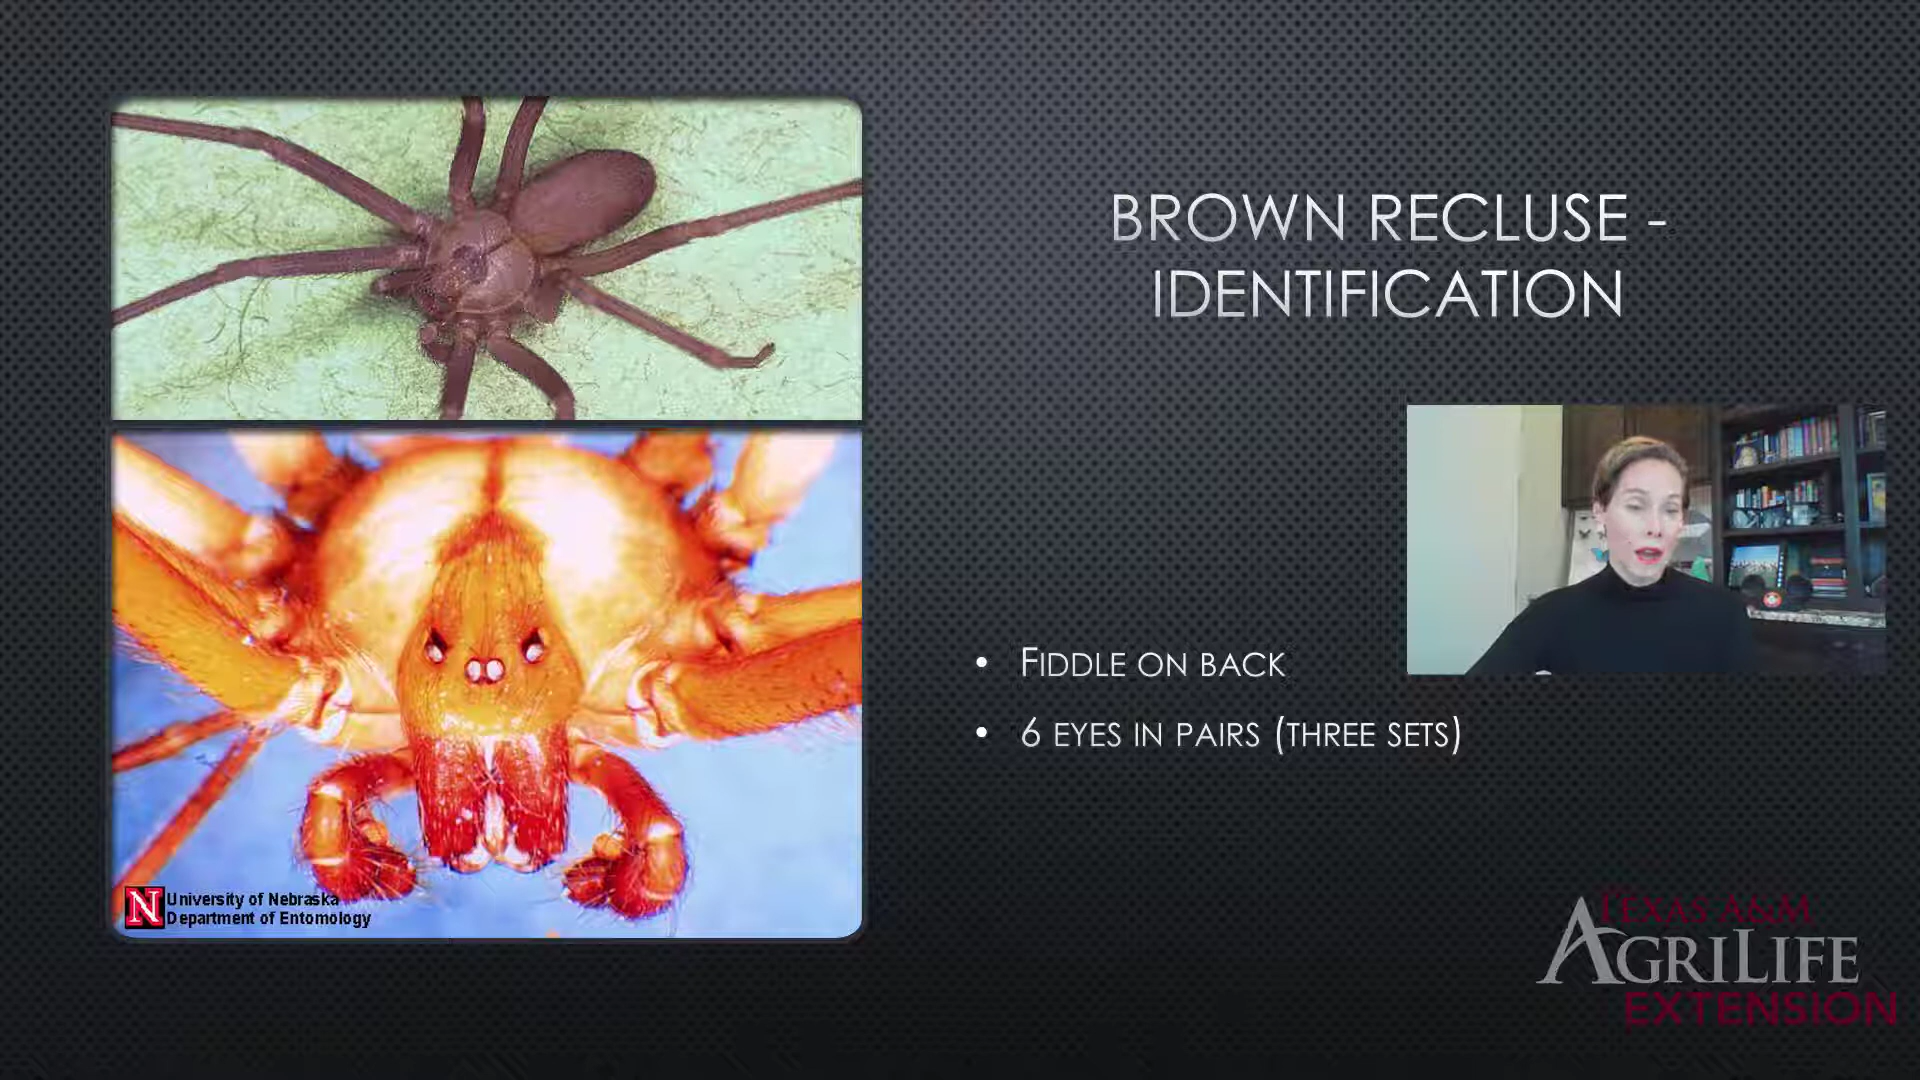 BROWN RECLUSE -
IDENTIFICATION
• FIDDLE ON BACK
• 6 EYES IN PAIRS (THREE SETS)
N University of Nebraska
Department of Entomology
TEXAS A&M
AGRILIFE
EXTENSION